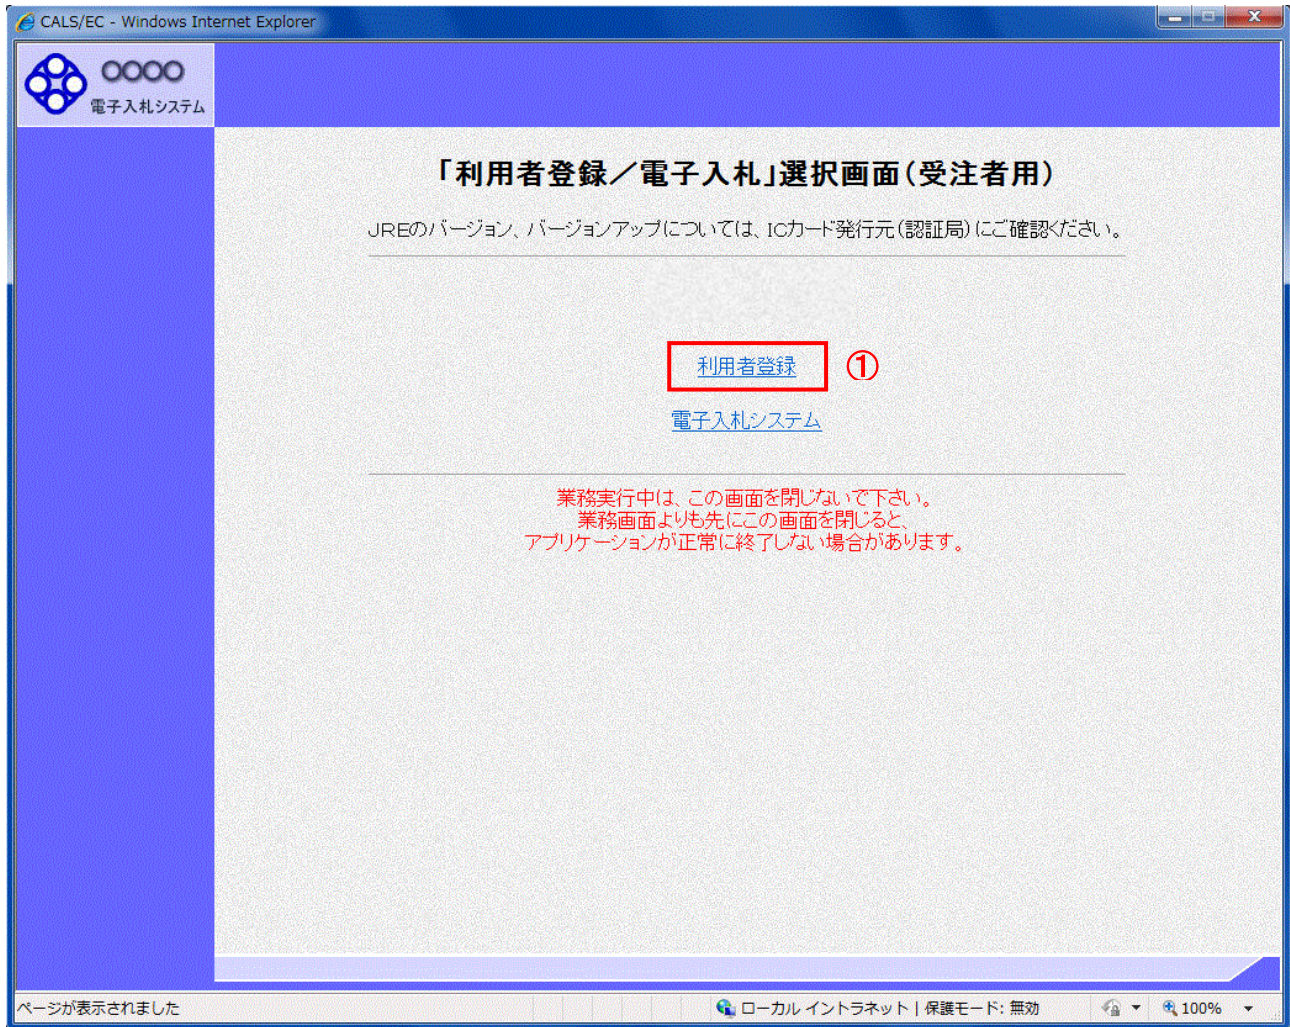 CALS/EC - Windows Internet Explorer
○○○○
電子入札システム
「利用者登録／電子入札」選択画面（受注者用）
JREのバージョン、バージョンアップについては、ICカード発行元（認証局）にご確認ください。
利用者登録 ①
電子入札システム
業務実行中は、この画面を閉じないで下さい。
業務画面よりも先にこの画面を閉じると、
アプリケーションが正常に終了しない場合があります。
ページが表示されました ローカル イントラネット | 保護モード: 無効 100%